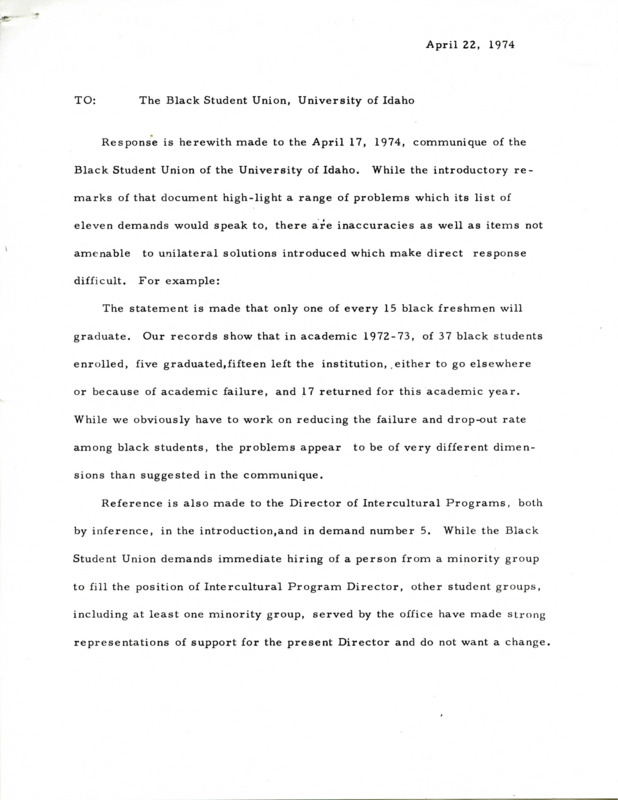 April 22, 1974
TO: The Black Student Union, University of Idaho
Response is herewith made to the April 17, 1974, communique of the
Black Student Union of the University of Idaho. While the introductory re-
marks of that document high-light a range of problems which its list of
eleven demands would speak to, there are inaccuracies as well as items not
amenable to unilateral solutions introduced which make direct response
difficult. For example:
The statement is made that only one of every 15 black freshmen will
graduate. Our records show that in academic 1972-73, of 37 black students
enrolled, five graduated,fifteen left the institution, either to go elsewhere
or because of academic failure, and 17 returned for this academic year.
While we obviously have to work on reducing the failure and drop-out rate
among black students, the problems appear to be of very different dimen-
sions than suggested in the communique.
Reference is also made to the Director of Intercultural Programs, both
by inference, in the introduction,and in demand number 5. While the Black
Student Union demands immediate hiring of a person from a minority group
to fill the position of Intercultural Program Director, other student groups,
including at least one minority group, served by the office have made strong
representations of support for the present Director and do not want a change.